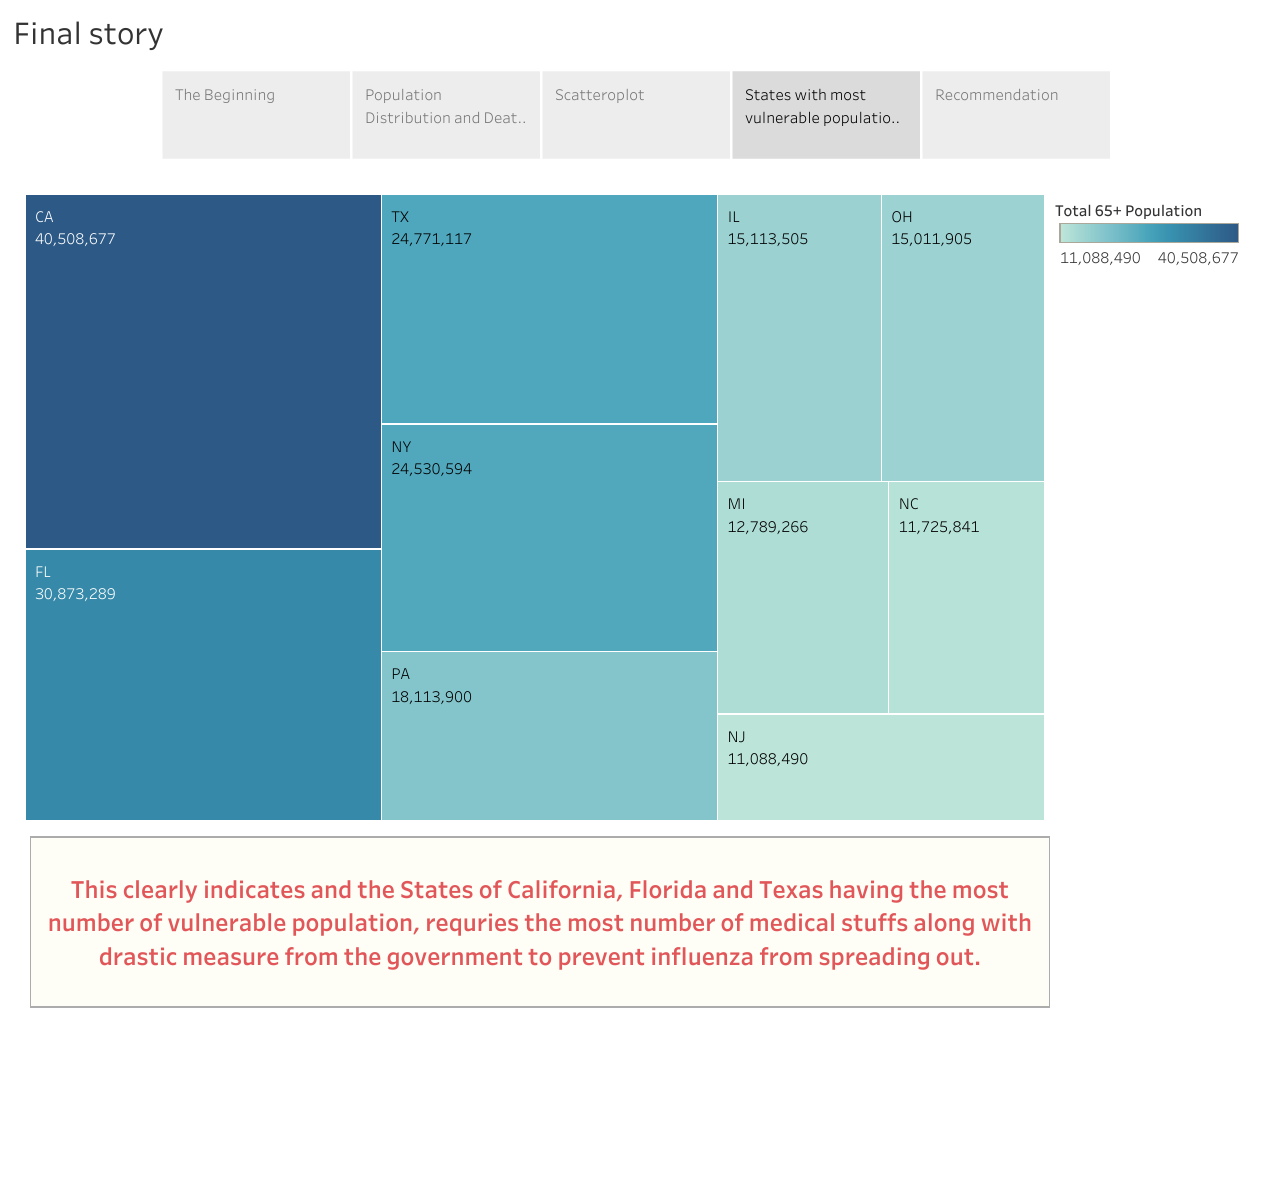 Final story
The Beginning
Population
Distribution and Deat..
Scatteroplot
States with most
vulnerable populatio..
Recommendation
CA
40,508,677
FL
30,873,289
TX
24,771,117
NY
24,530,594
PA
18,113,900
IL
15,113,505
OH
15,011,905
MI
12,789,266
NC
11,725,841
NJ
11,088,490
Total 65+ Population
11,088,490 40,508,677
This clearly indicates and the States of California, Florida and Texas having the most
number of vulnerable population, requries the most number of medical stuffs along with
drastic measure from the government to prevent influenza from spreading out.